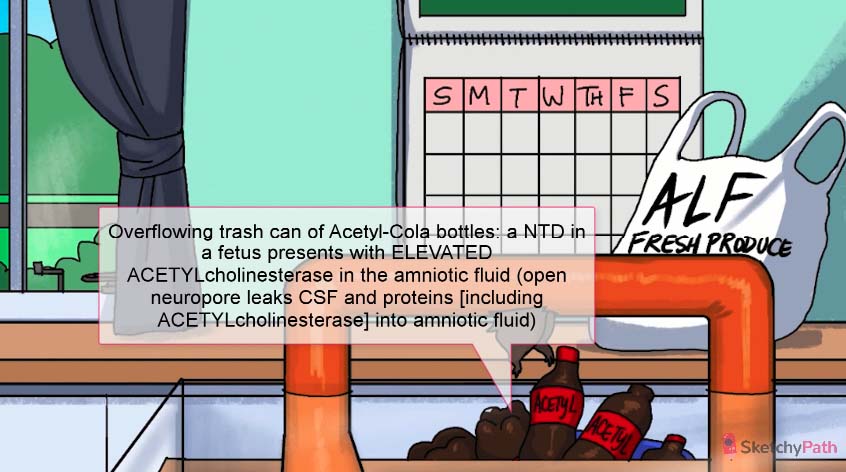 S M T W TH F S
ALF
FRESH PRODUCE
Overflowing trash can of Acetyl-Cola bottles: a NTD in
a fetus presents with ELEVATED
ACETYLcholinesterase in the amniotic fluid (open
neuropore leaks CSF and proteins [including
ACETYLcholinesterase] into amniotic fluid)
ACETYL
ACETYL
SketchyPath